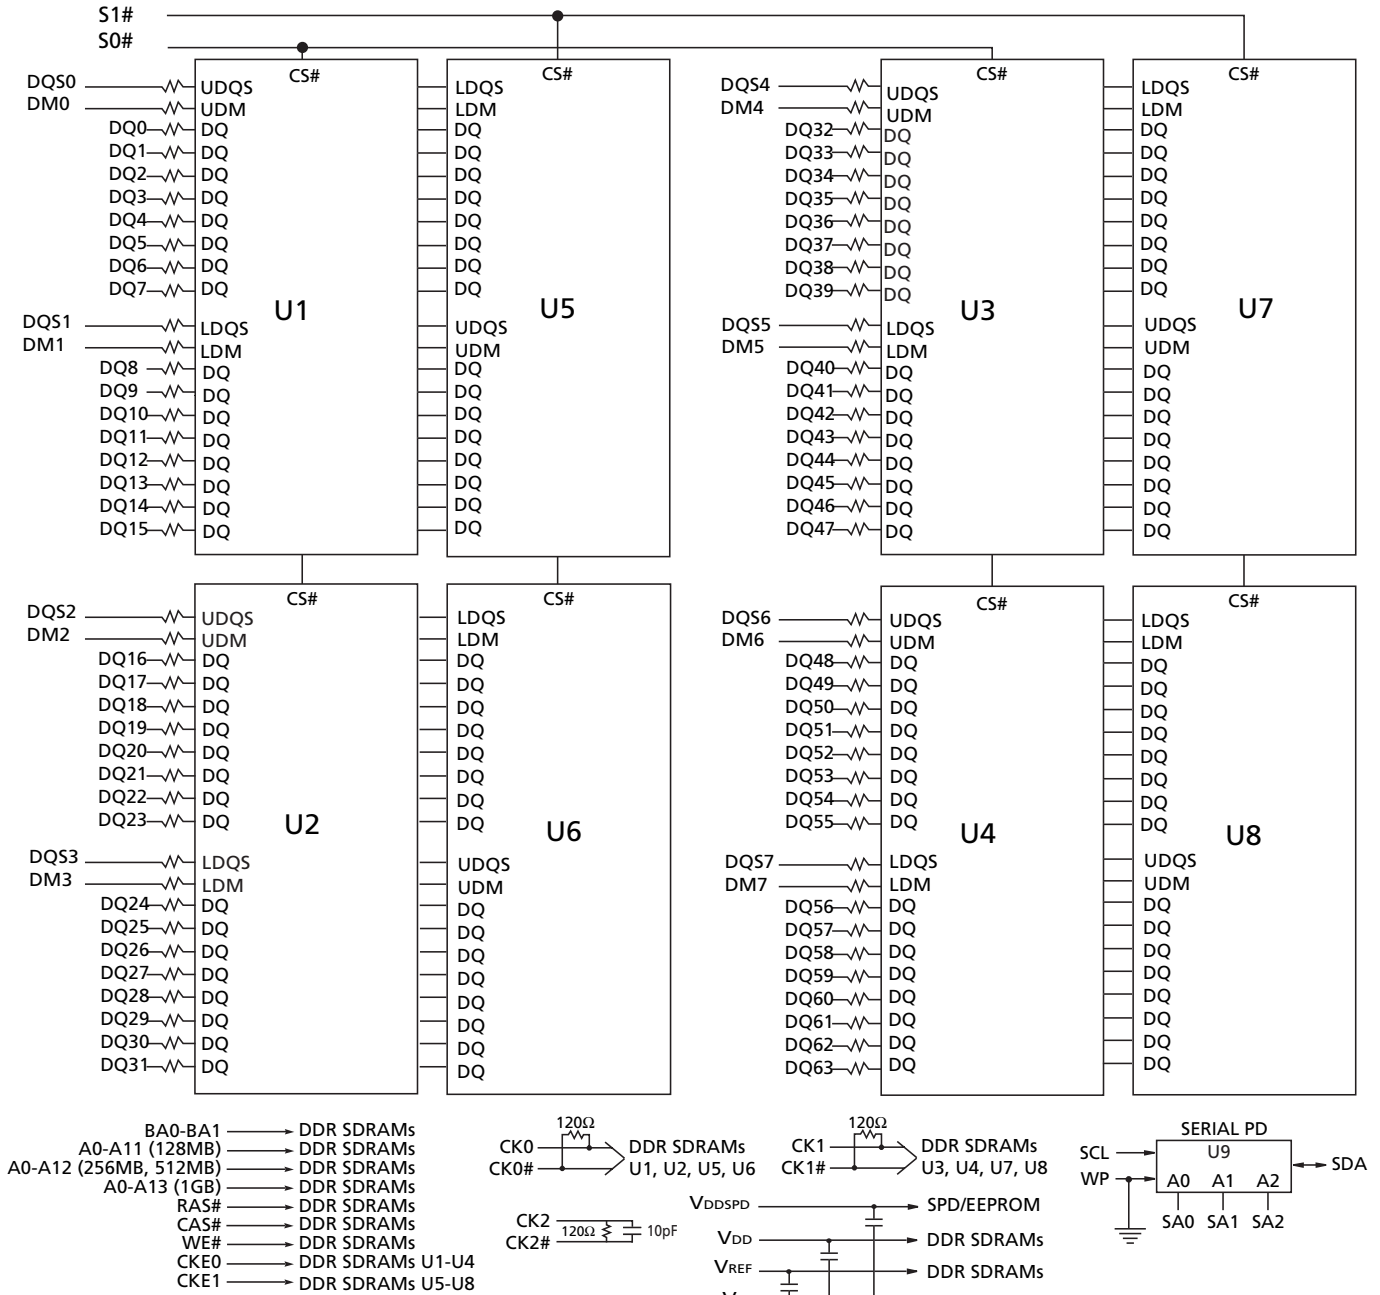 S1#
S0#
CS#
CS#
CS#
CS#
DQS0
DM0
DQ0
DQ1
DQ2
DQ3
DQ4
DQ5
DQ6
DQ7
DQS1
DM1
DQ8
DQ9
DQ10
DQ11
DQ12
DQ13
DQ14
DQ15
UDQS
UDM
DQ
DQ
DQ
DQ
DQ
DQ
DQ
DQ
U1
LDQS
LDM
DQ
DQ
DQ
DQ
DQ
DQ
DQ
DQ
LDQS
LDM
DQ
DQ
DQ
DQ
DQ
DQ
DQ
DQ
U5
UDQS
UDM
DQ
DQ
DQ
DQ
DQ
DQ
DQ
DQ
DQS4
DM4
DQ32
DQ33
DQ34
DQ35
DQ36
DQ37
DQ38
DQ39
DQS5
DM5
DQ40
DQ41
DQ42
DQ43
DQ44
DQ45
DQ46
DQ47
UDQS
UDM
DQ
DQ
DQ
DQ
DQ
DQ
DQ
DQ
U3
LDQS
LDM
DQ
DQ
DQ
DQ
DQ
DQ
DQ
DQ
LDQS
LDM
DQ
DQ
DQ
DQ
DQ
DQ
DQ
DQ
U7
UDQS
UDM
DQ
DQ
DQ
DQ
DQ
DQ
DQ
DQ
CS#
CS#
CS#
CS#
DQS2
DM2
DQ16
DQ17
DQ18
DQ19
DQ20
DQ21
DQ22
DQ23
DQS3
DM3
DQ24
DQ25
DQ26
DQ27
DQ28
DQ29
DQ30
DQ31
UDQS
UDM
DQ
DQ
DQ
DQ
DQ
DQ
DQ
DQ
U2
LDQS
LDM
DQ
DQ
DQ
DQ
DQ
DQ
DQ
DQ
LDQS
LDM
DQ
DQ
DQ
DQ
DQ
DQ
DQ
DQ
U6
UDQS
UDM
DQ
DQ
DQ
DQ
DQ
DQ
DQ
DQ
DQS6
DM6
DQ48
DQ49
DQ50
DQ51
DQ52
DQ53
DQ54
DQ55
DQS7
DM7
DQ56
DQ57
DQ58
DQ59
DQ60
DQ61
DQ62
DQ63
UDQS
UDM
DQ
DQ
DQ
DQ
DQ
DQ
DQ
DQ
U4
LDQS
LDM
DQ
DQ
DQ
DQ
DQ
DQ
DQ
DQ
LDQS
LDM
DQ
DQ
DQ
DQ
DQ
DQ
DQ
DQ
U8
UDQS
UDM
DQ
DQ
DQ
DQ
DQ
DQ
DQ
DQ
BA0-BA1 DDR SDRAMs
A0-A11 (128MB) DDR SDRAMs
A0-A12 (256MB, 512MB) DDR SDRAMs
A0-A13 (1GB) DDR SDRAMs
RAS# DDR SDRAMs
CAS# DDR SDRAMs
WE# DDR SDRAMs
CKE0 DDR SDRAMs U1-U4
CKE1 DDR SDRAMs U5-U8
120Ω
CK0 DDR SDRAMs
CK0# U1, U2, U5, U6
120Ω
CK1 DDR SDRAMs
CK1# U3, U4, U7, U8
CK2
120Ω 10pF
CK2#
VDDSPD SPD/EEPROM
VDD DDR SDRAMs
VREF DDR SDRAMs
SERIAL PD
SCL U9 SDA
WP A0 A1 A2
SA0 SA1 SA2